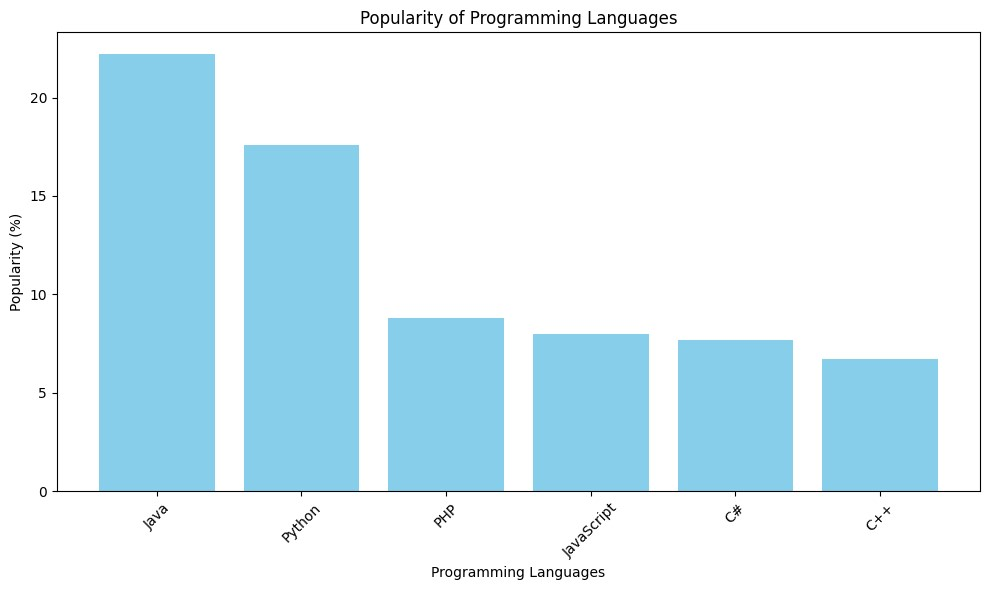 Popularity of Programming Languages
Popularity (%)
20
15
10
5
0
Java
Python
PHP
JavaScript
C#
C++
Programming Languages